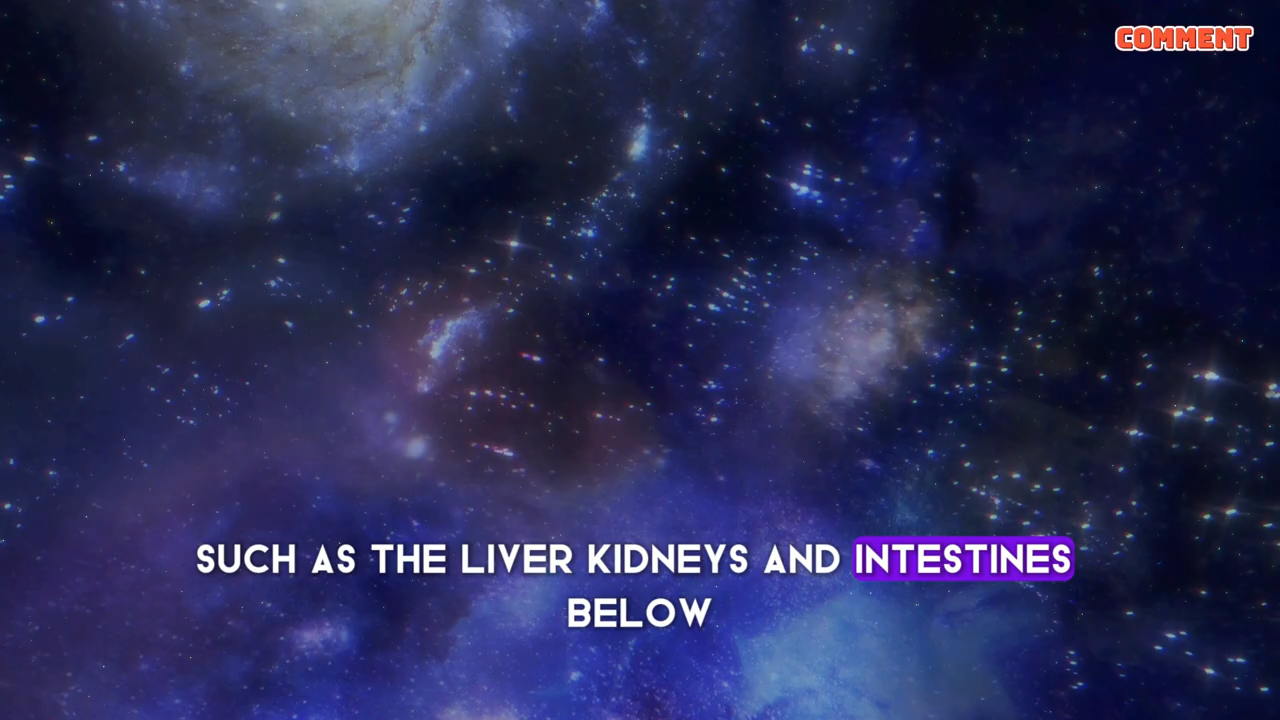 COMMENT
SUCH AS THE LIVER KIDNEYS AND INTESTINES
BELOW